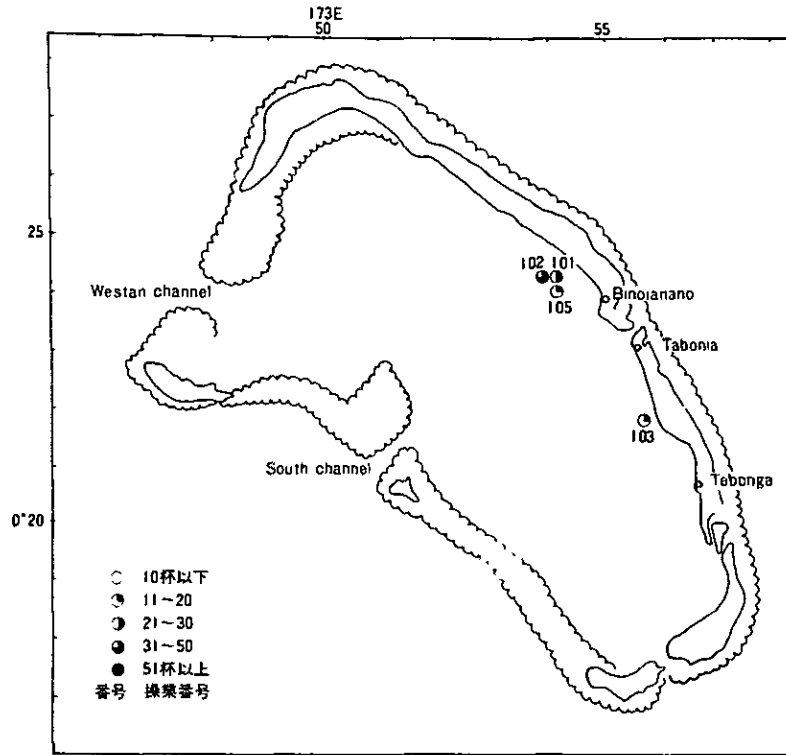 173E
50
55
25
102 101
105
Westan channel
Binoianano
Tabonia
103
South channel
Tebonga
0°20
10杯以下
11~20
21~30
31~50
51杯以上
番号 操業番号